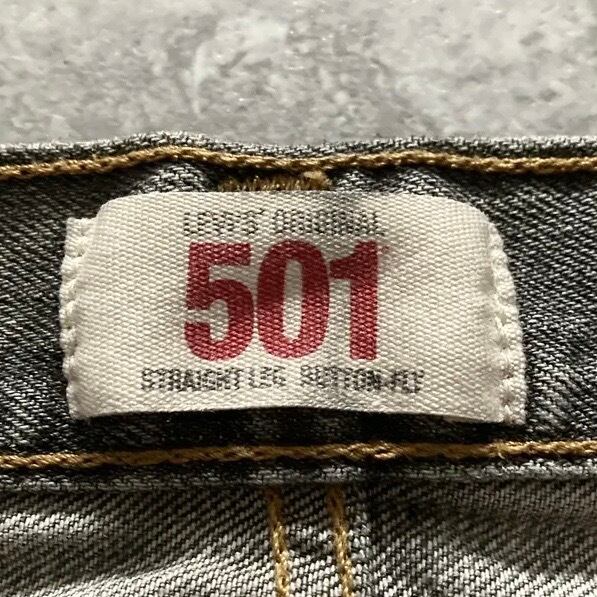 LEVI'S® ORIGINAL
501
STRAIGHT LEG BUTTON-FLY